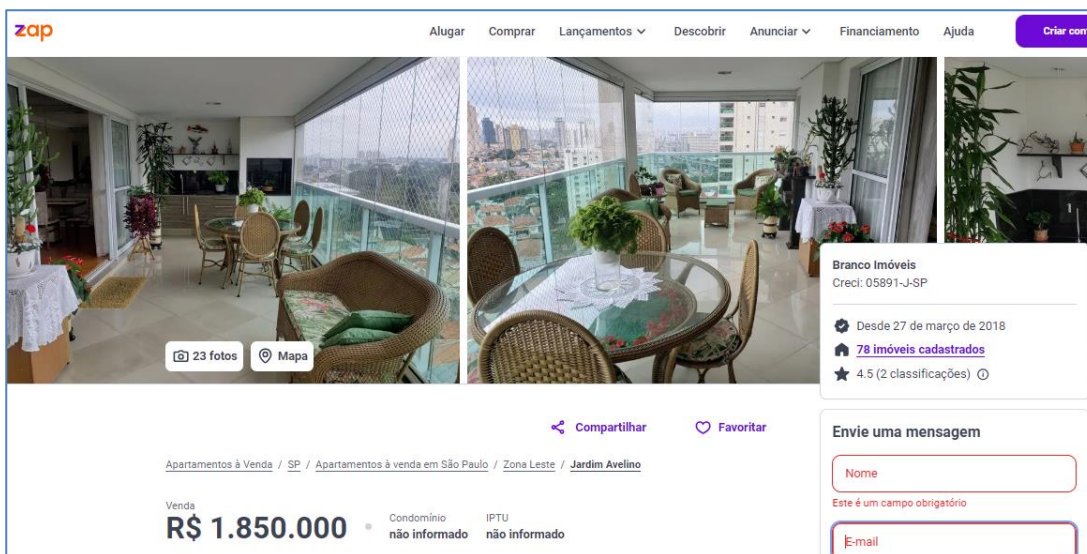 zap
Alugar Comprar Lançamentos Descobrir Anunciar Financiamento Ajuda Criar cont
23 fotos Mapa
Branco Imóveis
Creci: 05891-J-SP
Desde 27 de março de 2018
78 imóveis cadastrados
4.5 (2 classificações)
Compartilhar Favoritar
Envie uma mensagem
Apartamentos à Venda / SP / Apartamentos à venda em São Paulo / Zona Leste / Jardim Avelino
Nome
Este é um campo obrigatório
Venda
R$ 1.850.000
Condomínio
não informado
IPTU
não informado
E-mail